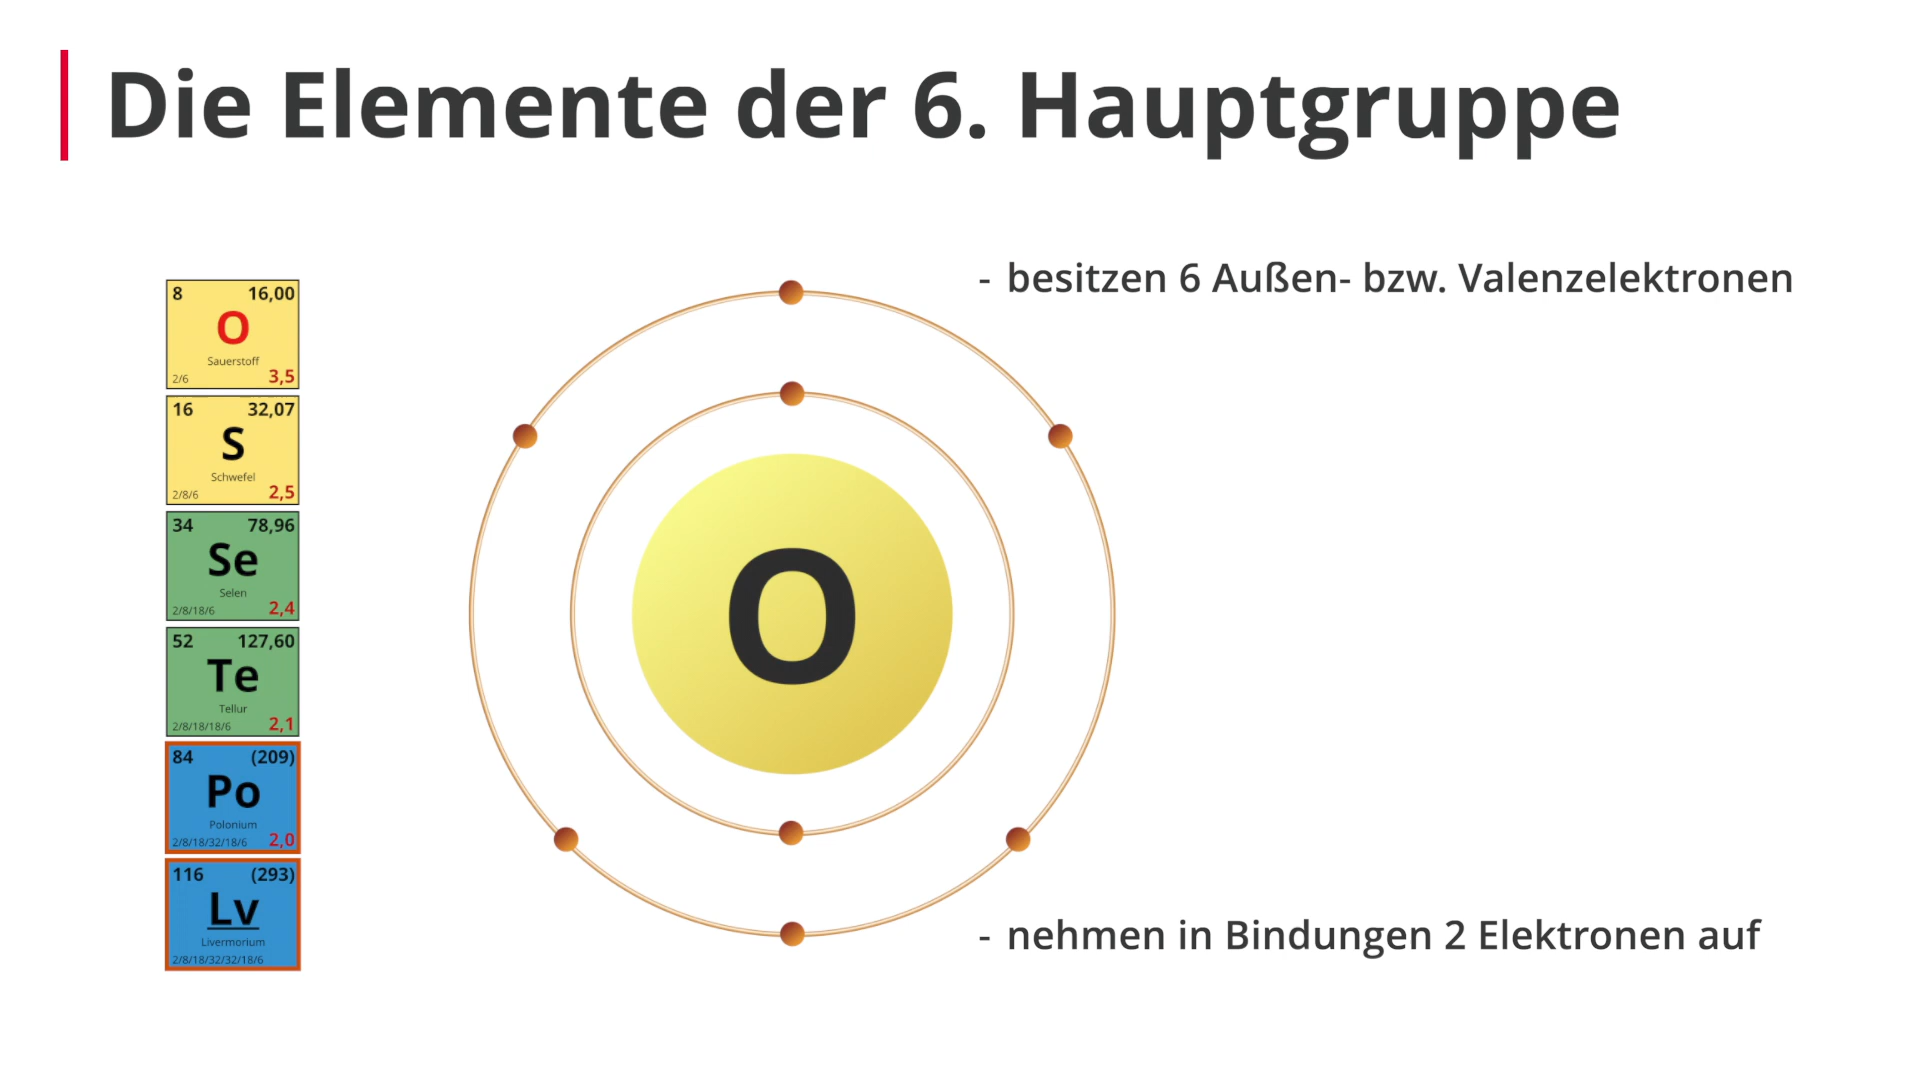 Die Elemente der 6. Hauptgruppe
8 16,00
O
Sauerstoff
2/6 3,5
16 32,07
S
Schwefel
2/8/6 2,5
34 78,96
Se
Selen
2/8/18/6 2,4
52 127,60
Te
Tellur
2/8/18/18/6 2,1
84 (209)
Po
Polonium
2/8/18/32/18/6 2,0
116 (293)
Lv
Livermorium
2/8/18/32/32/18/6
O
- besitzen 6 Außen- bzw. Valenzelektronen
- nehmen in Bindungen 2 Elektronen auf